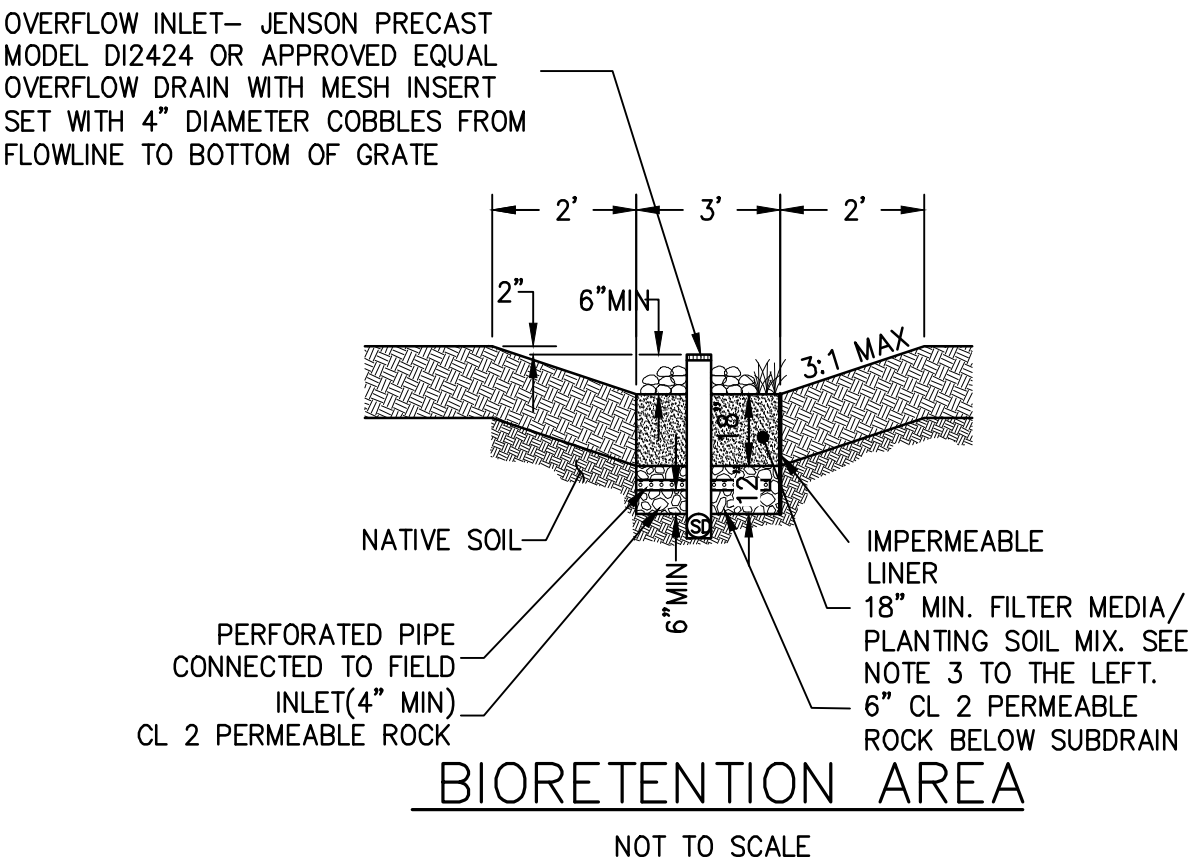 OVERFLOW INLET– JENSON PRECAST
MODEL DI2424 OR APPROVED EQUAL
OVERFLOW DRAIN WITH MESH INSERT
SET WITH 4” DIAMETER COBBLES FROM
FLOWLINE TO BOTTOM OF GRATE
2’
3’
2’
2”
6”MIN
3:1 MAX
18”
12”
SD
NATIVE SOIL
6”MIN
IMPERMEABLE
LINER
18” MIN. FILTER MEDIA/
PLANTING SOIL MIX. SEE
NOTE 3 TO THE LEFT.
6” CL 2 PERMEABLE
ROCK BELOW SUBDRAIN
PERFORATED PIPE
CONNECTED TO FIELD
INLET(4” MIN)
CL 2 PERMEABLE ROCK
BIORETENTION AREA
NOT TO SCALE